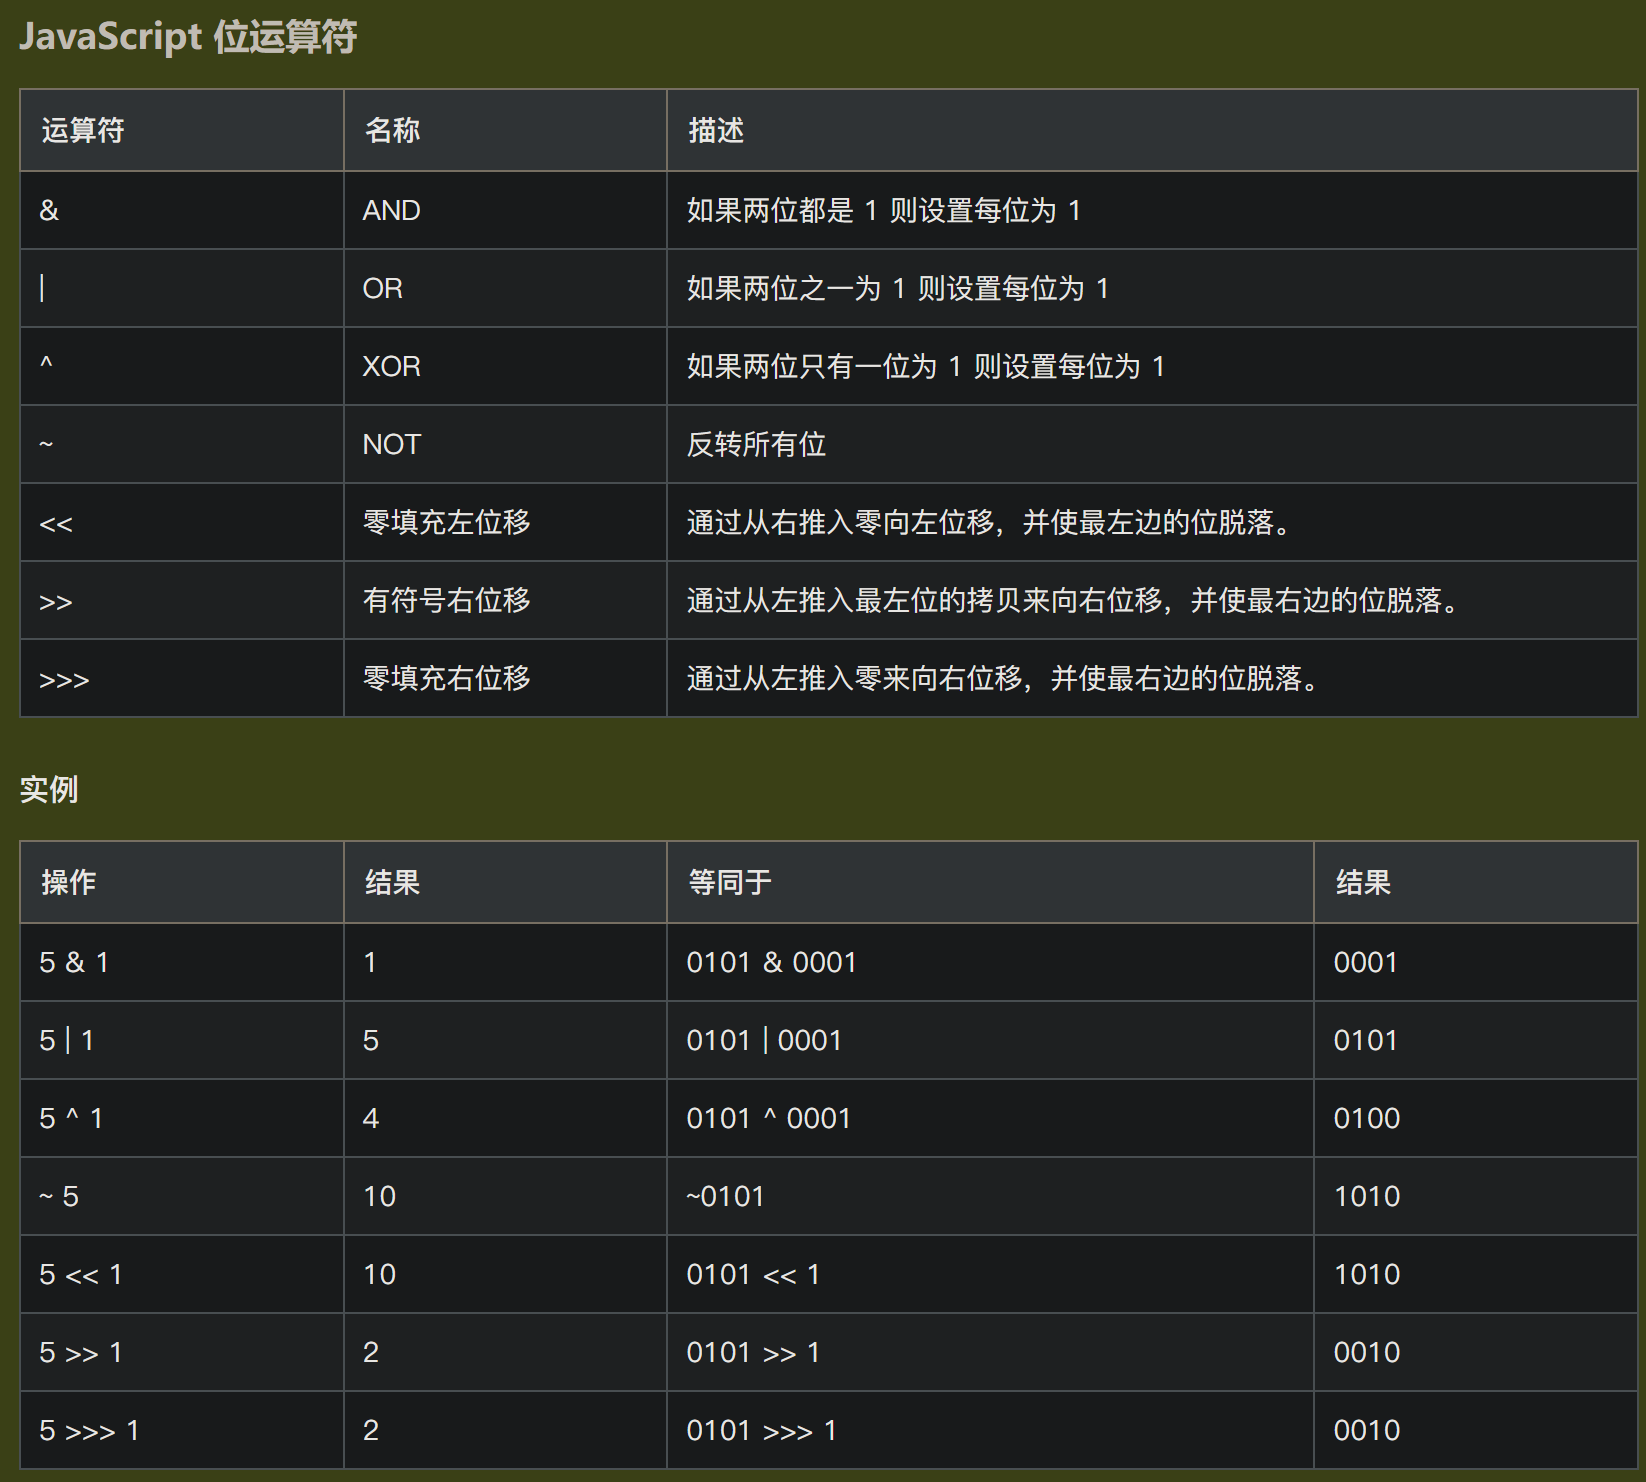 JavaScript 位运算符
运算符 名称 描述
& AND 如果两位都是 1 则设置每位为 1
| OR 如果两位之一为 1 则设置每位为 1
^ XOR 如果两位只有一位为 1 则设置每位为 1
~ NOT 反转所有位
<< 零填充左位移 通过从右推入零向左位移，并使最左边的位脱落。
>> 有符号右位移 通过从左推入最左位的拷贝来向右位移，并使最右边的位脱落。
>>> 零填充右位移 通过从左推入零来向右位移，并使最右边的位脱落。
实例
操作 结果 等同于 结果
5 & 1 1 0101 & 0001 0001
5 | 1 5 0101 | 0001 0101
5 ^ 1 4 0101 ^ 0001 0100
~ 5 10 ~0101 1010
5 << 1 10 0101 << 1 1010
5 >> 1 2 0101 >> 1 0010
5 >>> 1 2 0101 >>> 1 0010